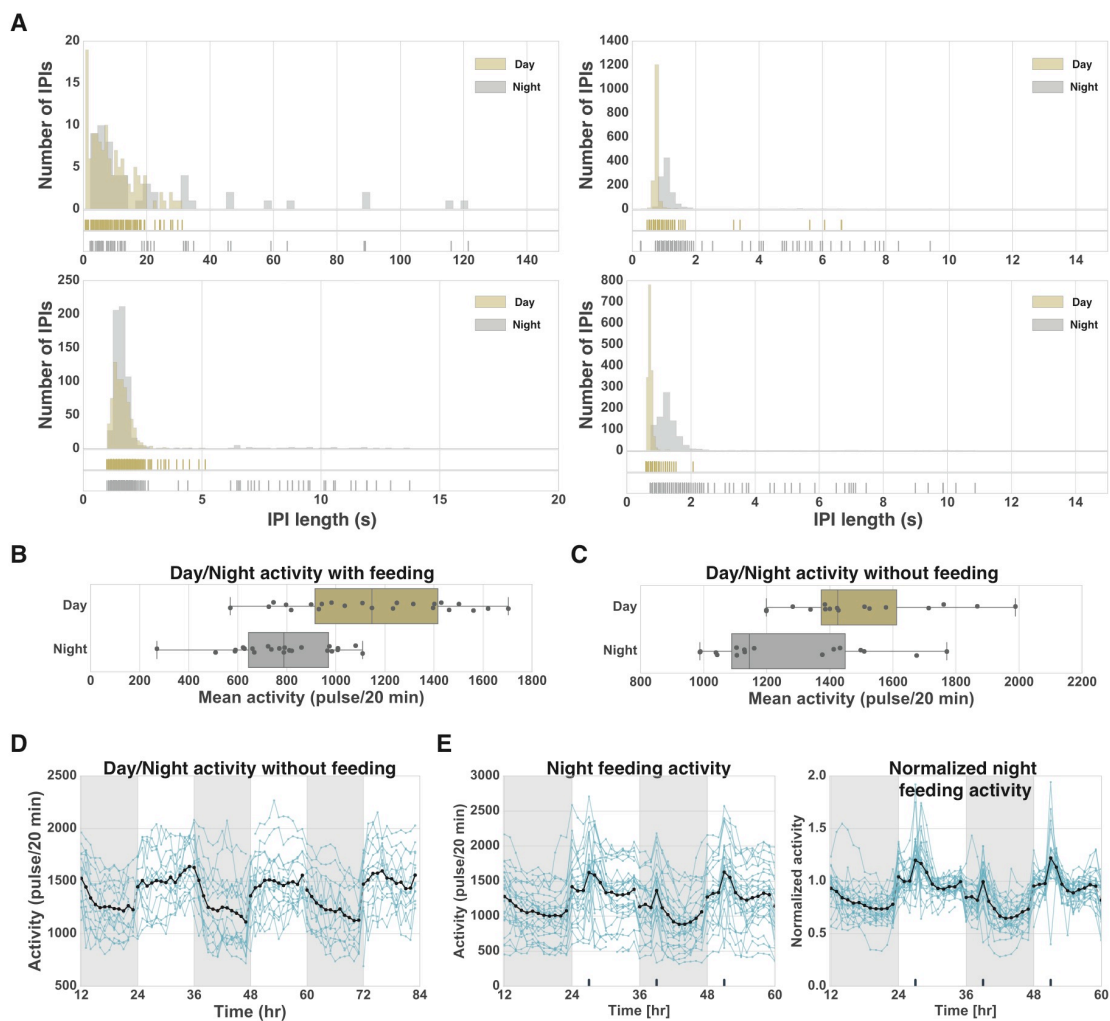 A
20
15
10
5
0
Number of IPIs
Day
Night
0 20 40 60 80 100 120 140
1400
1200
1000
800
600
400
200
0
Number of IPIs
Day
Night
0 2 4 6 8 10 12 14
250
200
150
100
50
0
Number of IPIs
Day
Night
0 5 10 15 20
IPI length (s)
800
700
600
500
400
300
200
100
0
Number of IPIs
Day
Night
0 2 4 6 8 10 12 14
IPI length (s)
B
Day/Night activity with feeding
Day
Night
0 200 400 600 800 1000 1200 1400 1600 1800
Mean activity (pulse/20 min)
C
Day/Night activity without feeding
Day
Night
800 1000 1200 1400 1600 1800 2000 2200
Mean activity (pulse/20 min)
D
Day/Night activity without feeding
2500
2000
1500
1000
500
Activity (pulse/20 min)
12 24 36 48 60 72 84
Time (hr)
E
Night feeding activity
3000
2500
2000
1500
1000
500
0
Activity (pulse/20 min)
12 24 36 48 60
Time [hr]
Normalized night
feeding activity
2.0
1.5
1.0
0.5
0.0
Normalized activity
12 24 36 48 60
Time [hr]